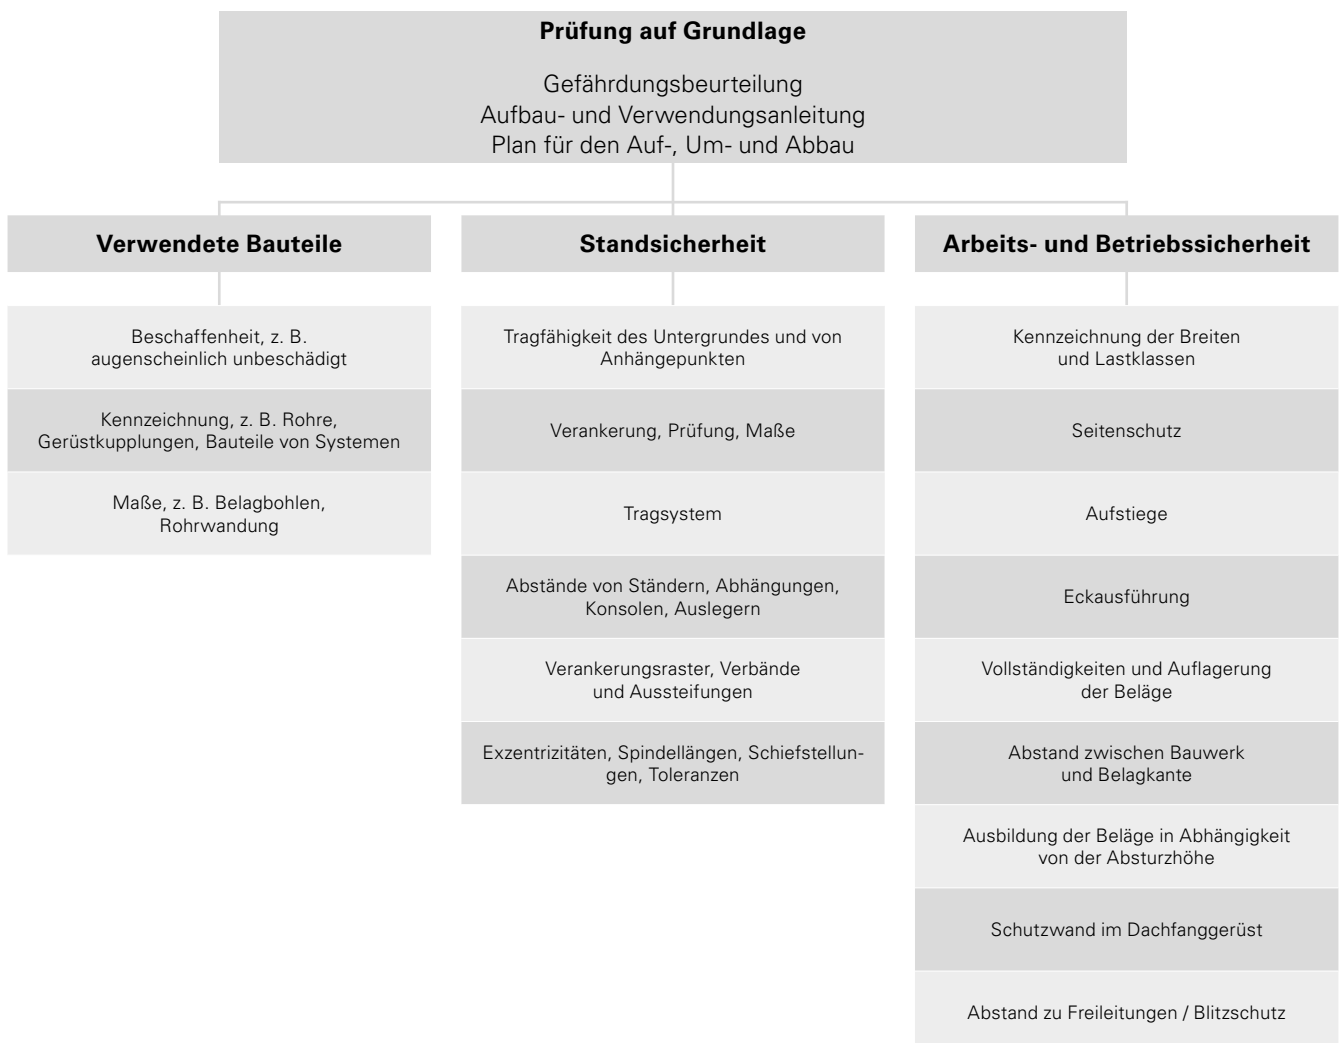 Prüfung auf Grundlage
Gefährdungsbeurteilung
Aufbau- und Verwendungsanleitung
Plan für den Auf-, Um- und Abbau
Verwendete Bauteile
Beschaffenheit, z. B.
augenscheinlich unbeschädigt
Kennzeichnung, z. B. Rohre,
Gerüstkupplungen, Bauteile von Systemen
Maße, z. B. Belagbohlen,
Rohrwandung
Standsicherheit
Tragfähigkeit des Untergrundes und von
Anhängepunkten
Verankerung, Prüfung, Maße
Tragsystem
Abstände von Ständern, Abhängungen,
Konsolen, Auslegern
Verankerungsraster, Verbände
und Aussteifungen
Exzentrizitäten, Spindellängen, Schiefstellun-
gen, Toleranzen
Arbeits- und Betriebssicherheit
Kennzeichnung der Breiten
und Lastklassen
Seitenschutz
Aufstiege
Eckausführung
Vollständigkeiten und Auflagerung
der Beläge
Abstand zwischen Bauwerk
und Belagkante
Ausbildung der Beläge in Abhängigkeit
von der Absturzhöhe
Schutzwand im Dachfanggerüst
Abstand zu Freileitungen / Blitzschutz